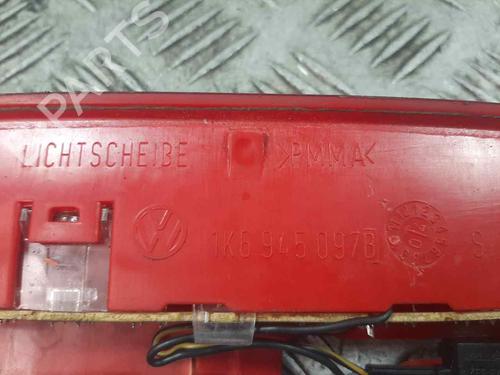 LICHTSCHEIBE >PMMA<
1K6 945 097B
B-Parts